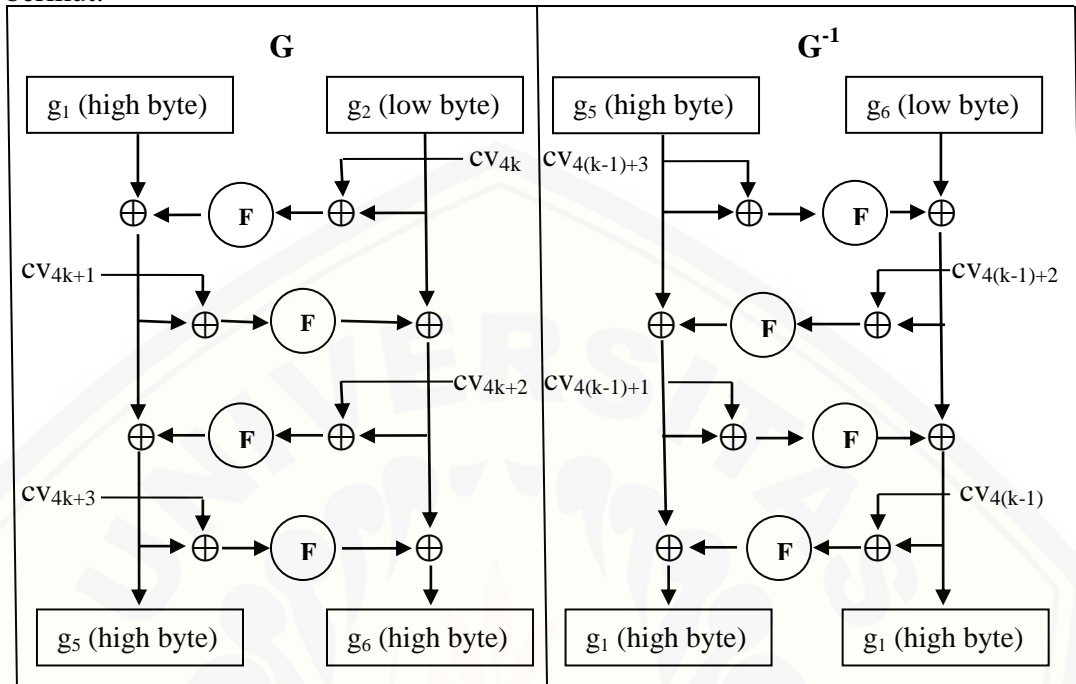 G
g₁ (high byte)
g₂ (low byte)
cv₄ₖ
F
cv₄ₖ₊₁
F
cv₄ₖ₊₂
F
cv₄ₖ₊₃
F
g₅ (high byte)
g₆ (high byte)
G⁻¹
g₅ (high byte)
g₆ (low byte)
cv₄₍ₖ₋₁₎₊₃
F
cv₄₍ₖ₋₁₎₊₂
F
cv₄₍ₖ₋₁₎₊₁
F
cv₄₍ₖ₋₁₎
F
g₁ (high byte)
g₁ (high byte)
UNIVERSITAS